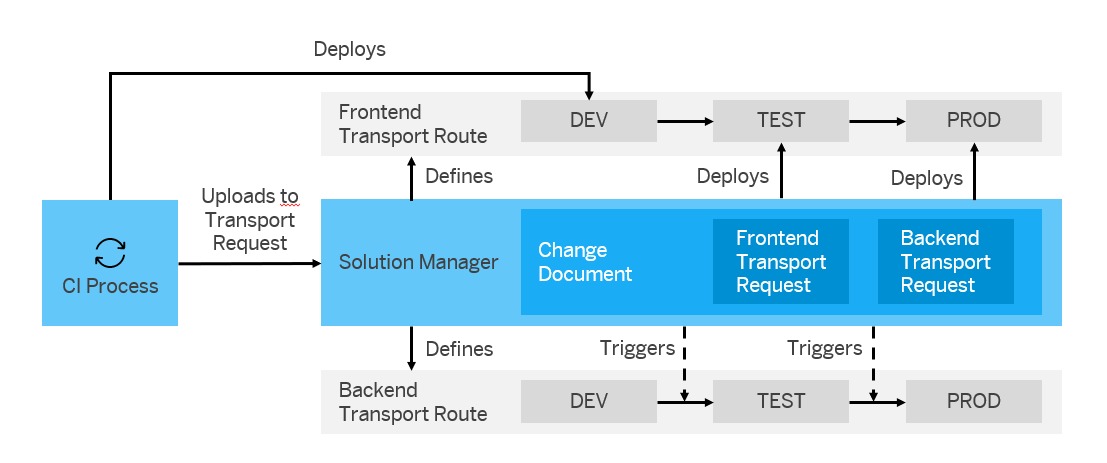 Deploys
Frontend
Transport Route
DEV
TEST
PROD
Defines
Deploys
Deploys
Uploads to
Transport
Request
CI Process
Solution Manager
Change
Document
Frontend
Transport
Request
Backend
Transport
Request
Defines
Triggers
Triggers
Backend
Transport Route
DEV
TEST
PROD